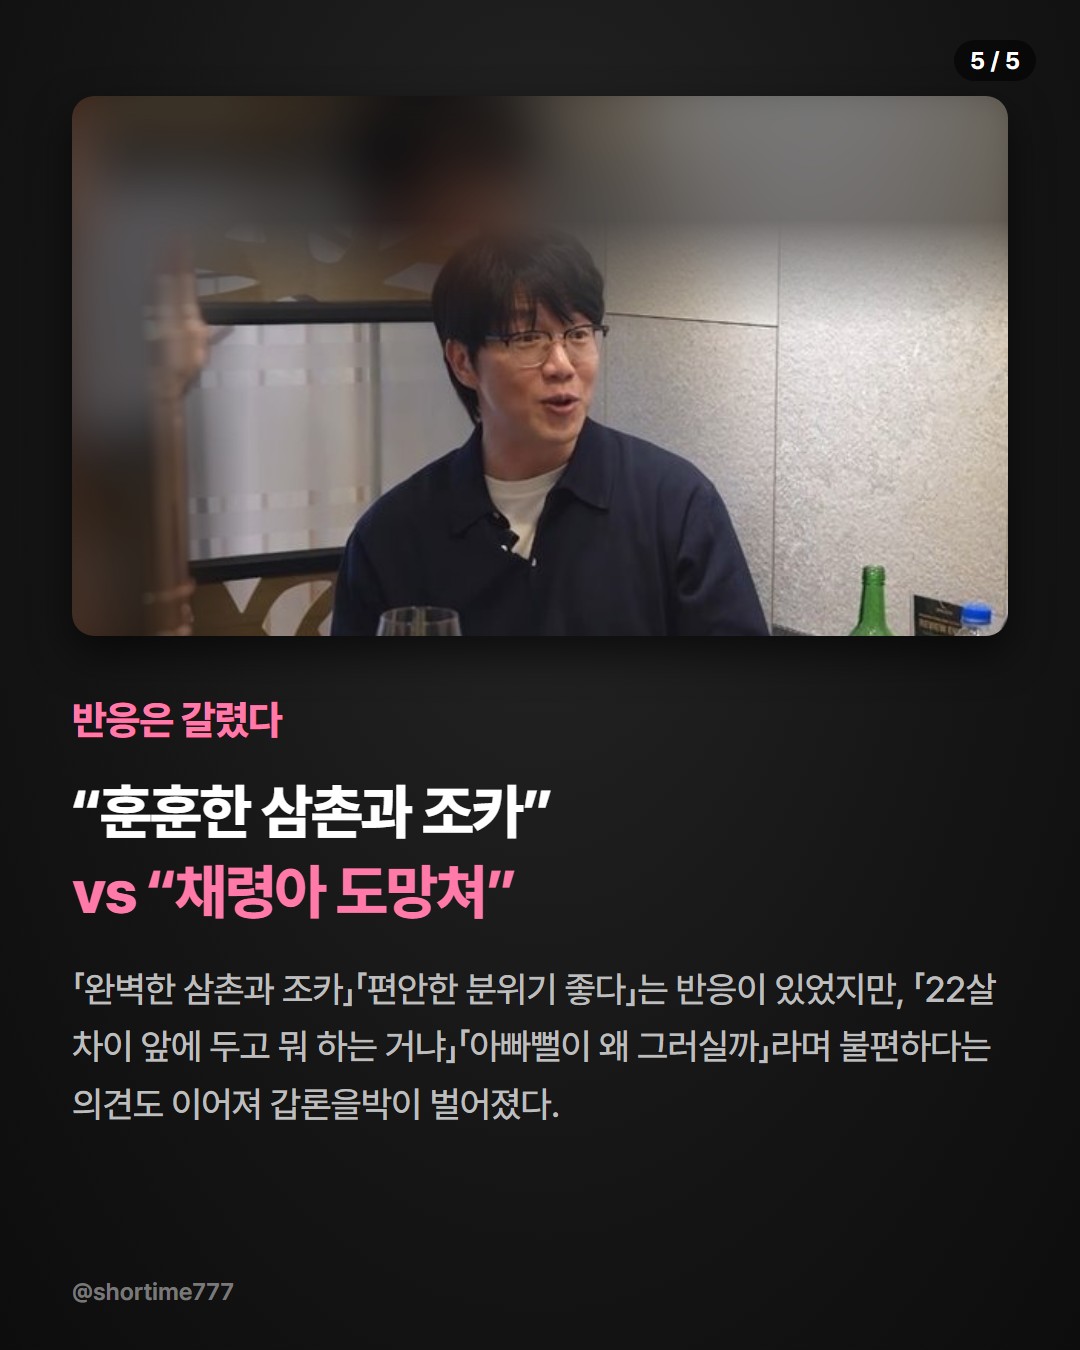 5 / 5
반응은 갈렸다
“훈훈한 삼촌과 조카”
vs “채령아 도망쳐”
「완벽한 삼촌과 조카」「편안한 분위기 좋다」는 반응이 있었지만, 「22살
차이 앞에 두고 뭐 하는 거냐」「아빠뻘이 왜 그러실까」라며 불편하다는
의견도 이어져 갑론을박이 벌어졌다.
@shortime777